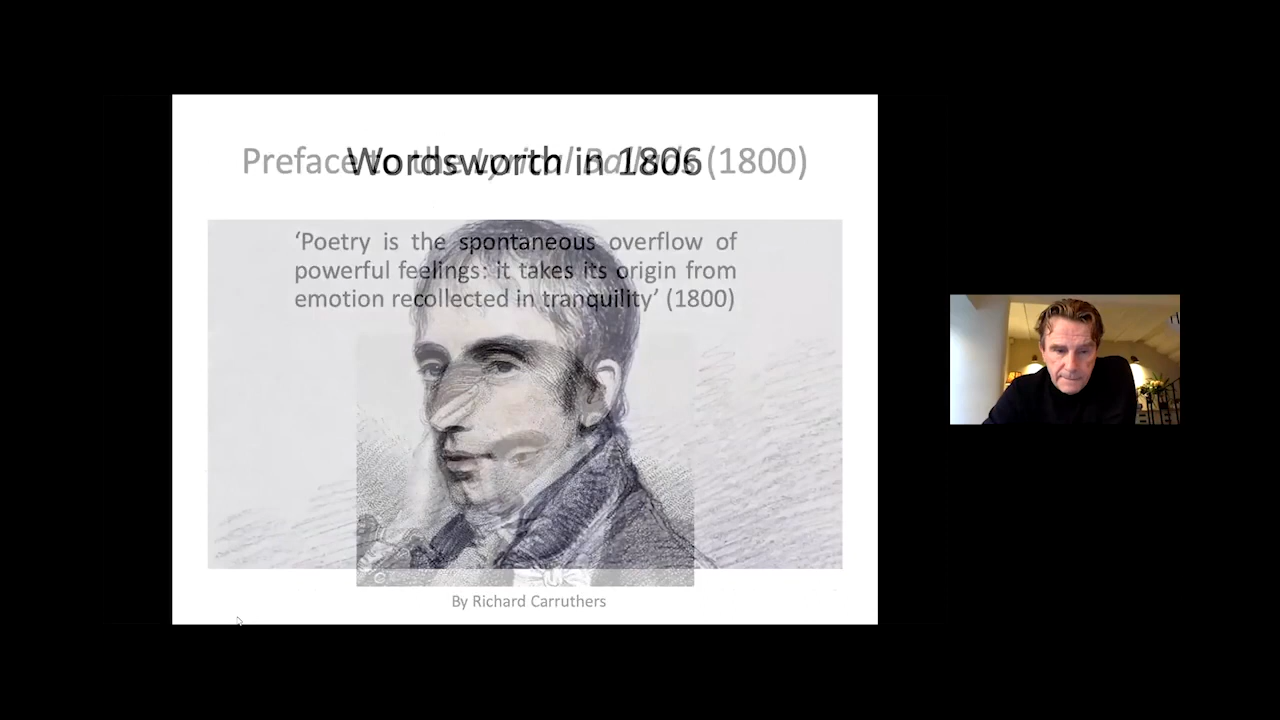 Preface to the Lyrical Ballads (1800)
Wordsworth in 1806
‘Poetry is the spontaneous overflow of
powerful feelings: it takes its origin from
emotion recollected in tranquility’ (1800)
By Richard Carruthers